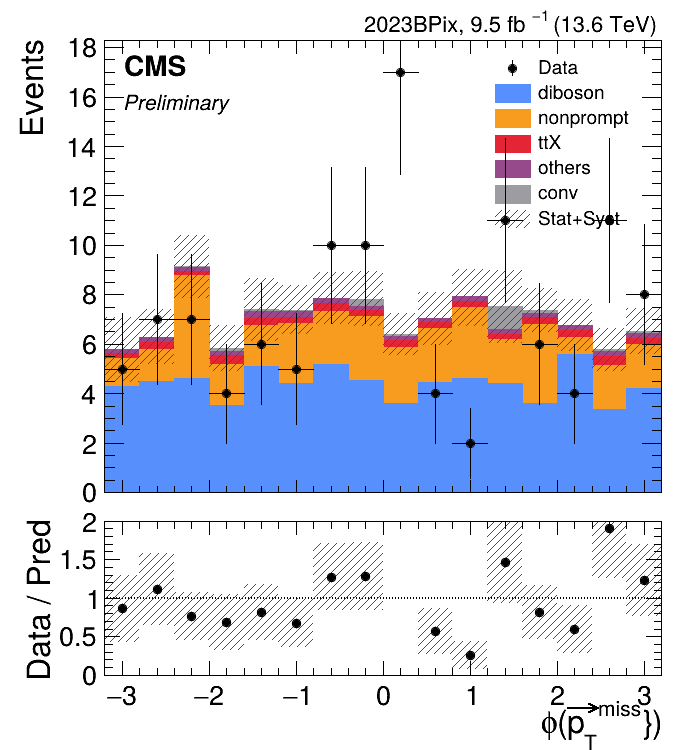 2023BPix, 9.5 fb⁻¹ (13.6 TeV)
CMS
Preliminary
Data
diboson
nonprompt
ttX
others
conv
Stat+Syst
Events
18
16
14
12
10
8
6
4
2
0
Data / Pred
2
1.5
1
0.5
0
−3 −2 −1 0 1 2 3
ϕ(p⃗_T^miss})